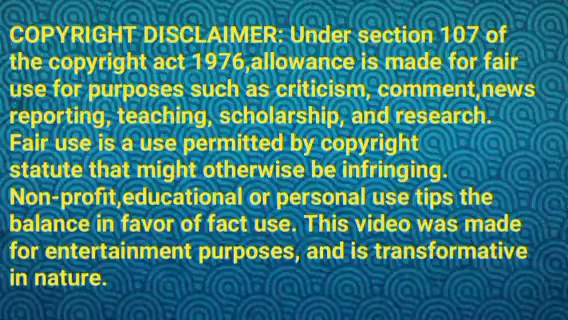 COPYRIGHT DISCLAIMER: Under section 107 of
the copyright act 1976,allowance is made for fair
use for purposes such as criticism, comment,news
reporting, teaching, scholarship, and research.
Fair use is a use permitted by copyright
statute that might otherwise be infringing.
Non-profit,educational or personal use tips the
balance in favor of fact use. This video was made
for entertainment purposes, and is transformative
in nature.